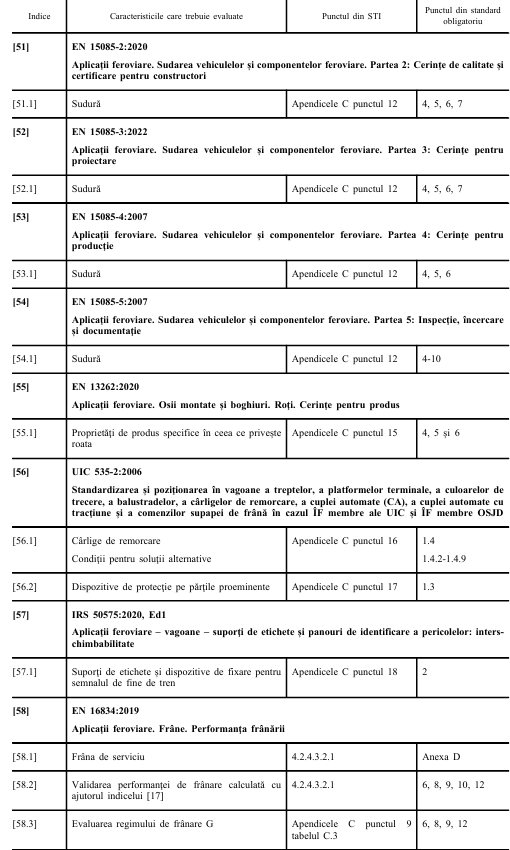 Indice
Caracteristicile care trebuie evaluate
Punctul din STI
Punctul din standard
obligatoriu
[51]
EN 15085-2:2020
Aplicații feroviare. Sudarea vehiculelor și componentelor feroviare. Partea 2: Cerințe de calitate și
certificare pentru constructori
[51.1]
Sudură
Apendicele C punctul 12
4, 5, 6, 7
[52]
EN 15085-3:2022
Aplicații feroviare. Sudarea vehiculelor și componentelor feroviare. Partea 3: Cerințe pentru
proiectare
[52.1]
Sudură
Apendicele C punctul 12
4, 5, 6, 7
[53]
EN 15085-4:2007
Aplicații feroviare. Sudarea vehiculelor și componentelor feroviare. Partea 4: Cerințe pentru
producție
[53.1]
Sudură
Apendicele C punctul 12
4, 5, 6
[54]
EN 15085-5:2007
Aplicații feroviare. Sudarea vehiculelor și componentelor feroviare. Partea 5: Inspecție, încercare
și documentație
[54.1]
Sudură
Apendicele C punctul 12
4-10
[55]
EN 13262:2020
Aplicații feroviare. Osii montate și boghiuri. Roți. Cerințe pentru produs
[55.1]
Proprietăți de produs specifice în ceea ce privește
roata
Apendicele C punctul 15
4, 5 și 6
[56]
UIC 535-2:2006
Standardizarea și poziționarea în vagoane a treptelor, a platformelor terminale, a culoarelor de
trecere, a balustradelor, a cârligelor de remorcare, a cuplei automate (CA), a cuplei automate cu
tracțiune și a comenzilor supapei de frână în cazul ÎF membre ale UIC și ÎF membre OSJD
[56.1]
Cârlige de remorcare
Condiții pentru soluții alternative
Apendicele C punctul 16
1.4
1.4.2-1.4.9
[56.2]
Dispozitive de protecție pe părțile proeminente
Apendicele C punctul 17
1.3
[57]
IRS 50575:2020, Ed1
Aplicații feroviare – vagoane – suporți de etichete și panouri de identificare a pericolelor: inters-
chimbabilitate
[57.1]
Suporți de etichete și dispozitive de fixare pentru
semnalul de fine de tren
Apendicele C punctul 18
2
[58]
EN 16834:2019
Aplicații feroviare. Frâne. Performanța frânării
[58.1]
Frâna de serviciu
4.2.4.3.2.1
Anexa D
[58.2]
Validarea performanței de frânare calculată cu
ajutorul indicelui [17]
4.2.4.3.2.1
6, 8, 9, 10, 12
[58.3]
Evaluarea regimului de frânare G
Apendicele C punctul 9
tabelul C.3
6, 8, 9, 12